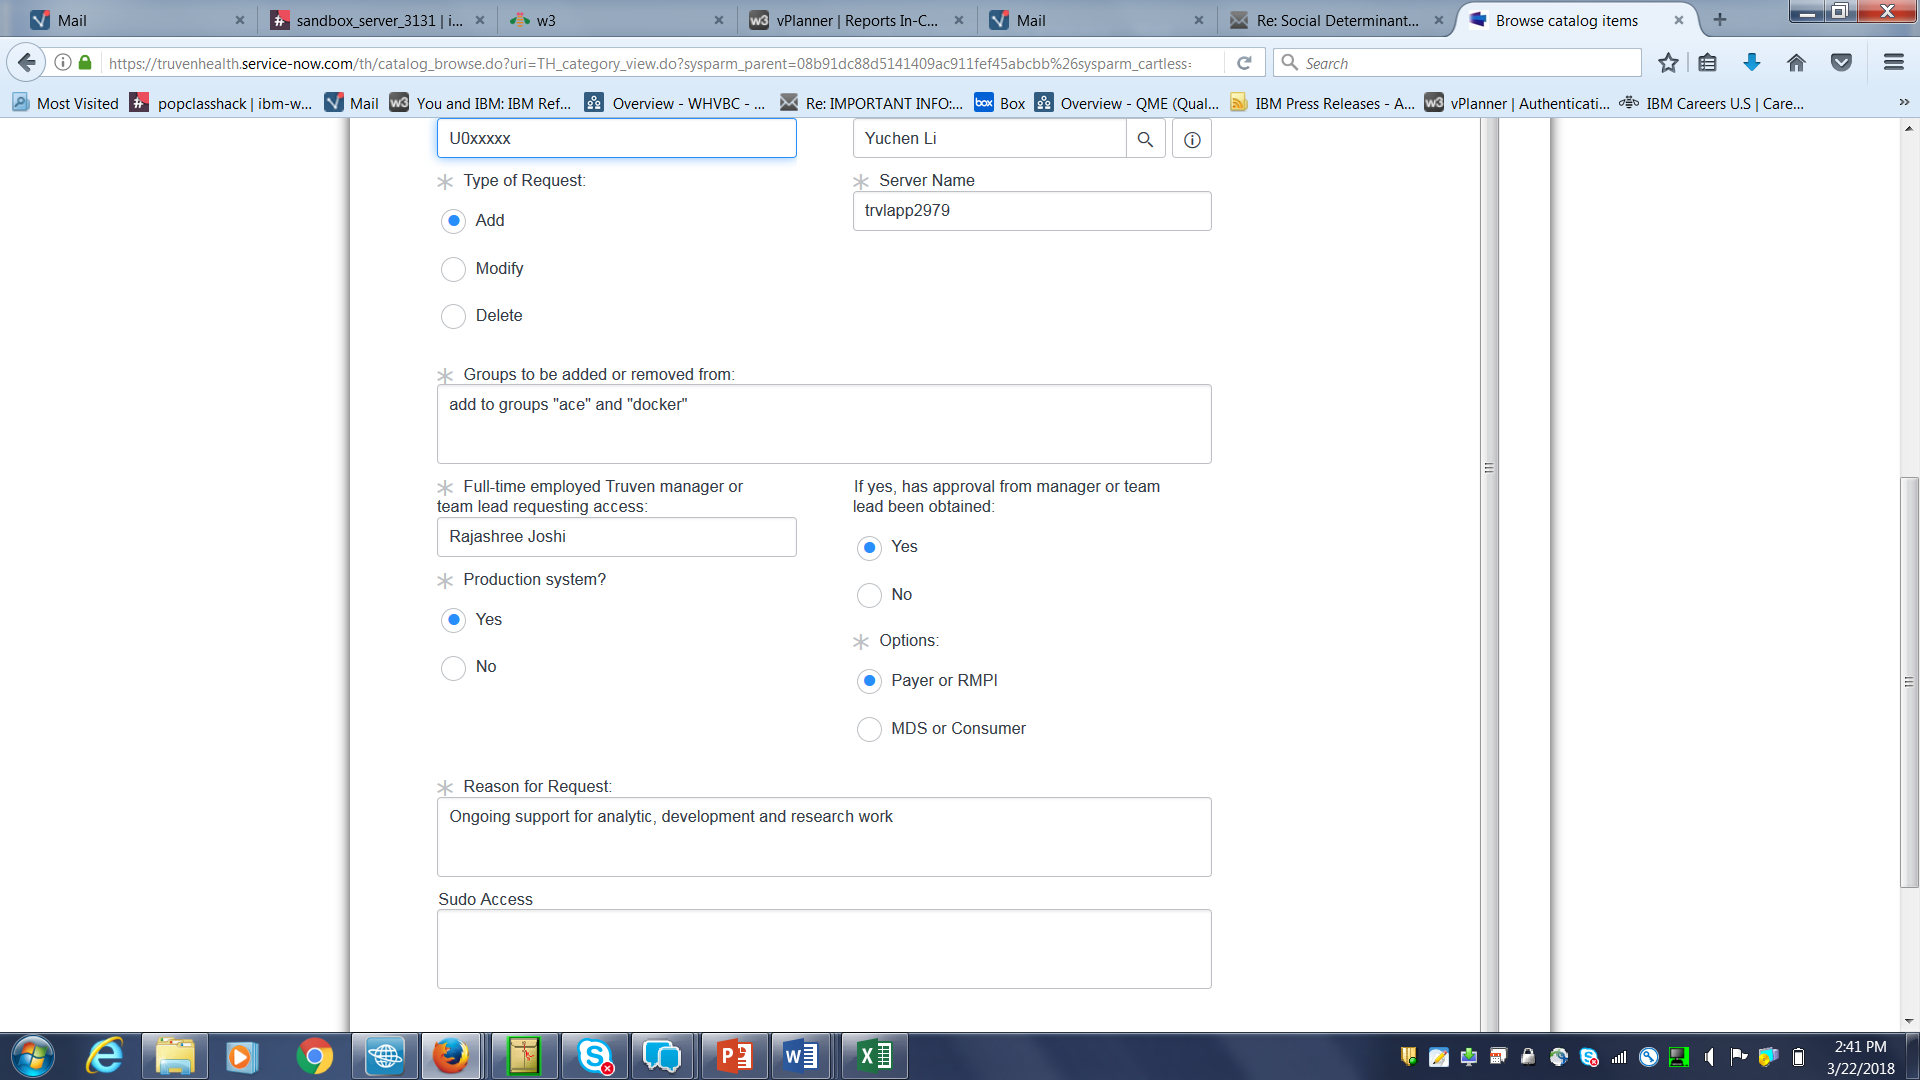 Mail
sandbox_server_3131 | i...
w3
vPlanner | Reports In-C...
Mail
Re: Social Determinant...
Browse catalog items
https://truvenhealth.service-now.com/th/catalog_browse.do?uri=TH_category_view.do?sysparm_parent=08b91dc88d5141409ac911fef45abcbb%26sysparm_cartless:
Search
Most Visited
popclasshack | ibm-w...
Mail
w3 You and IBM: IBM Ref...
Overview - WHVBC - ...
Re: IMPORTANT INFO:...
box Box
Overview - QME (Qual...
IBM Press Releases - A...
w3 vPlanner | Authenticati...
IBM Careers U.S | Care...
U0xxxxx
Yuchen Li
Type of Request:
Server Name
trvlapp2979
Add
Modify
Delete
Groups to be added or removed from:
add to groups "ace" and "docker"
Full-time employed Truven manager or
team lead requesting access:
If yes, has approval from manager or team
lead been obtained:
Rajashree Joshi
Yes
Production system?
No
Yes
Options:
No
Payer or RMPI
MDS or Consumer
Reason for Request:
Ongoing support for analytic, development and research work
Sudo Access
2:41 PM
3/22/2018